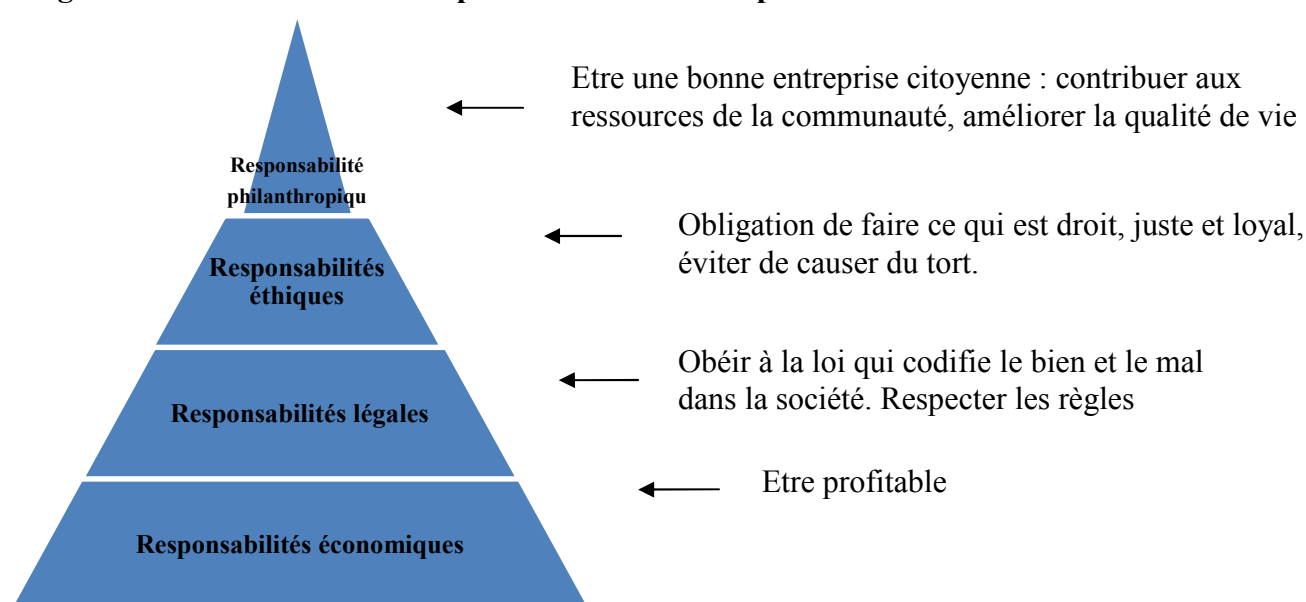 Etre une bonne entreprise citoyenne : contribuer aux
ressources de la communauté, améliorer la qualité de vie
Responsabilité
philanthropiqu
Obligation de faire ce qui est droit, juste et loyal,
éviter de causer du tort.
Responsabilités
éthiques
Obéir à la loi qui codifie le bien et le mal
dans la société. Respecter les règles
Responsabilités légales
Etre profitable
Responsabilités économiques